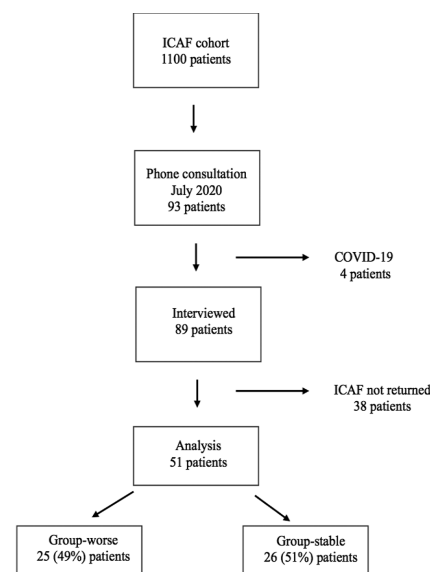 ICAF cohort
1100 patients
Phone consultation
July 2020
93 patients
COVID-19
4 patients
Interviewed
89 patients
ICAF not returned
38 patients
Analysis
51 patients
Group-worse
25 (49%) patients
Group-stable
26 (51%) patients